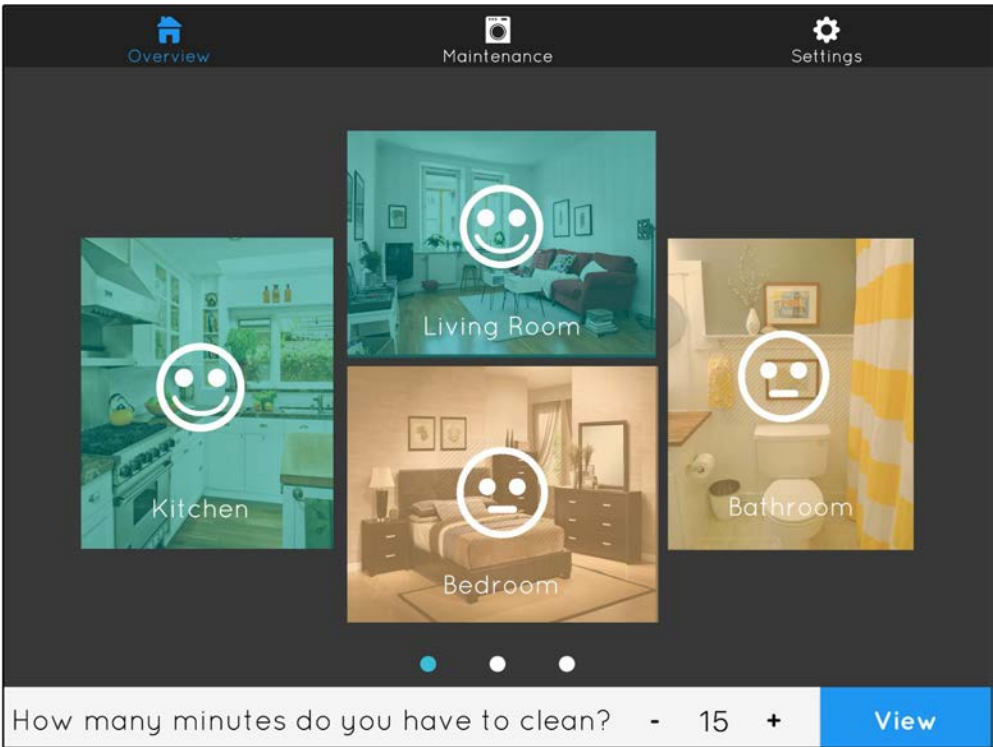 Overview
Maintenance
Settings
Living Room
Kitchen
Bathroom
Bedroom
How many minutes do you have to clean? - 15 + View